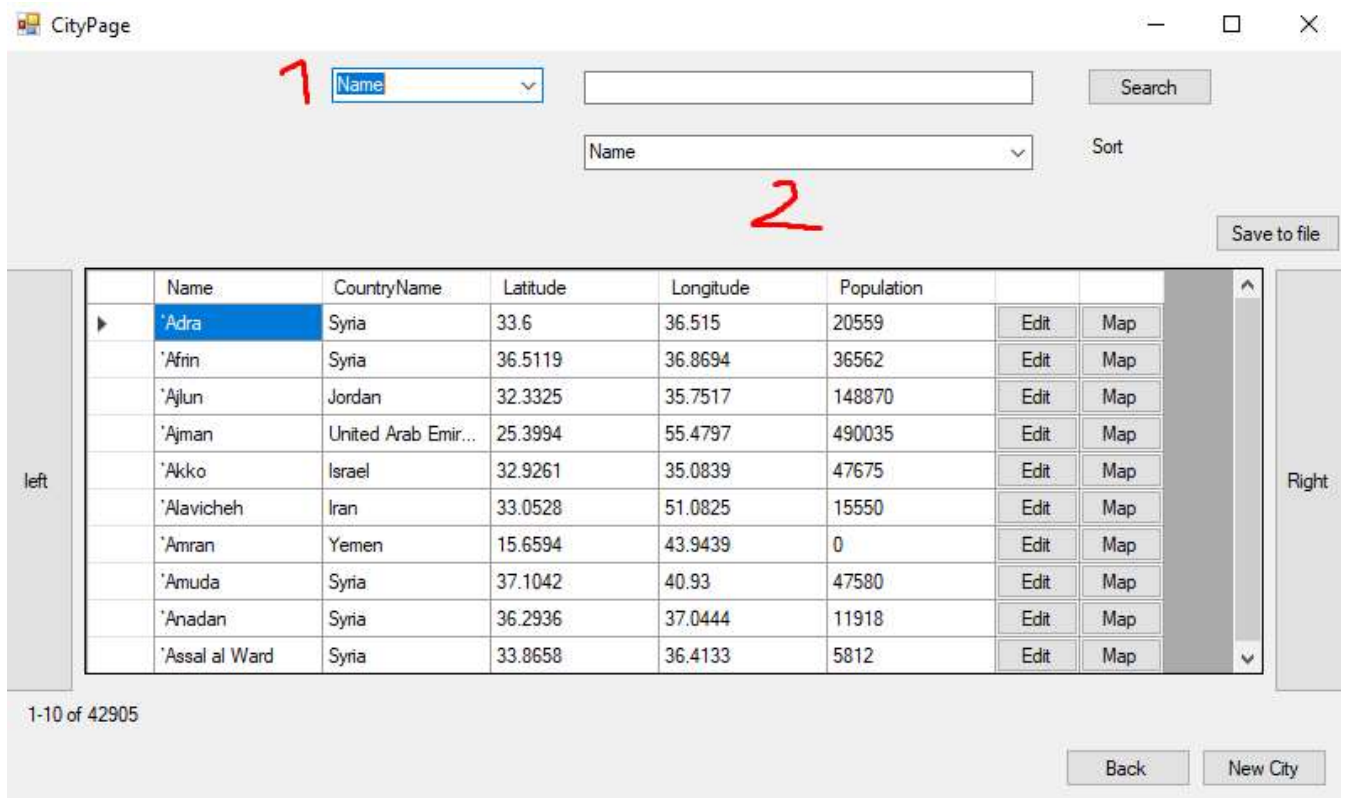 CityPage
1 Name Search
Name Sort
2
Save to file
Name CountryName Latitude Longitude Population
'Adra Syria 33.6 36.515 20559 Edit Map
'Afrin Syria 36.5119 36.8694 36562 Edit Map
'Ajlun Jordan 32.3325 35.7517 148870 Edit Map
'Ajman United Arab Emir... 25.3994 55.4797 490035 Edit Map
'Akko Israel 32.9261 35.0839 47675 Edit Map
left Right
'Alavicheh Iran 33.0528 51.0825 15550 Edit Map
'Amran Yemen 15.6594 43.9439 0 Edit Map
'Amuda Syria 37.1042 40.93 47580 Edit Map
'Anadan Syria 36.2936 37.0444 11918 Edit Map
'Assal al Ward Syria 33.8658 36.4133 5812 Edit Map
1-10 of 42905
Back New City